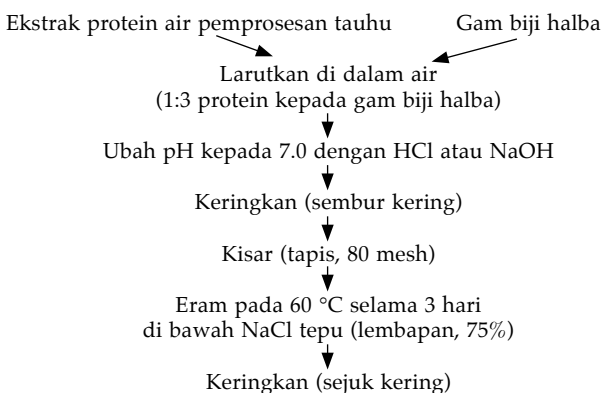 Ekstrak protein air pemprosesan tauhu
Gam biji halba
Larutkan di dalam air
(1:3 protein kepada gam biji halba)
Ubah pH kepada 7.0 dengan HCl atau NaOH
Keringkan (sembur kering)
Kisar (tapis, 80 mesh)
Eram pada 60 °C selama 3 hari
di bawah NaCl tepu (lembapan, 75%)
Keringkan (sejuk kering)